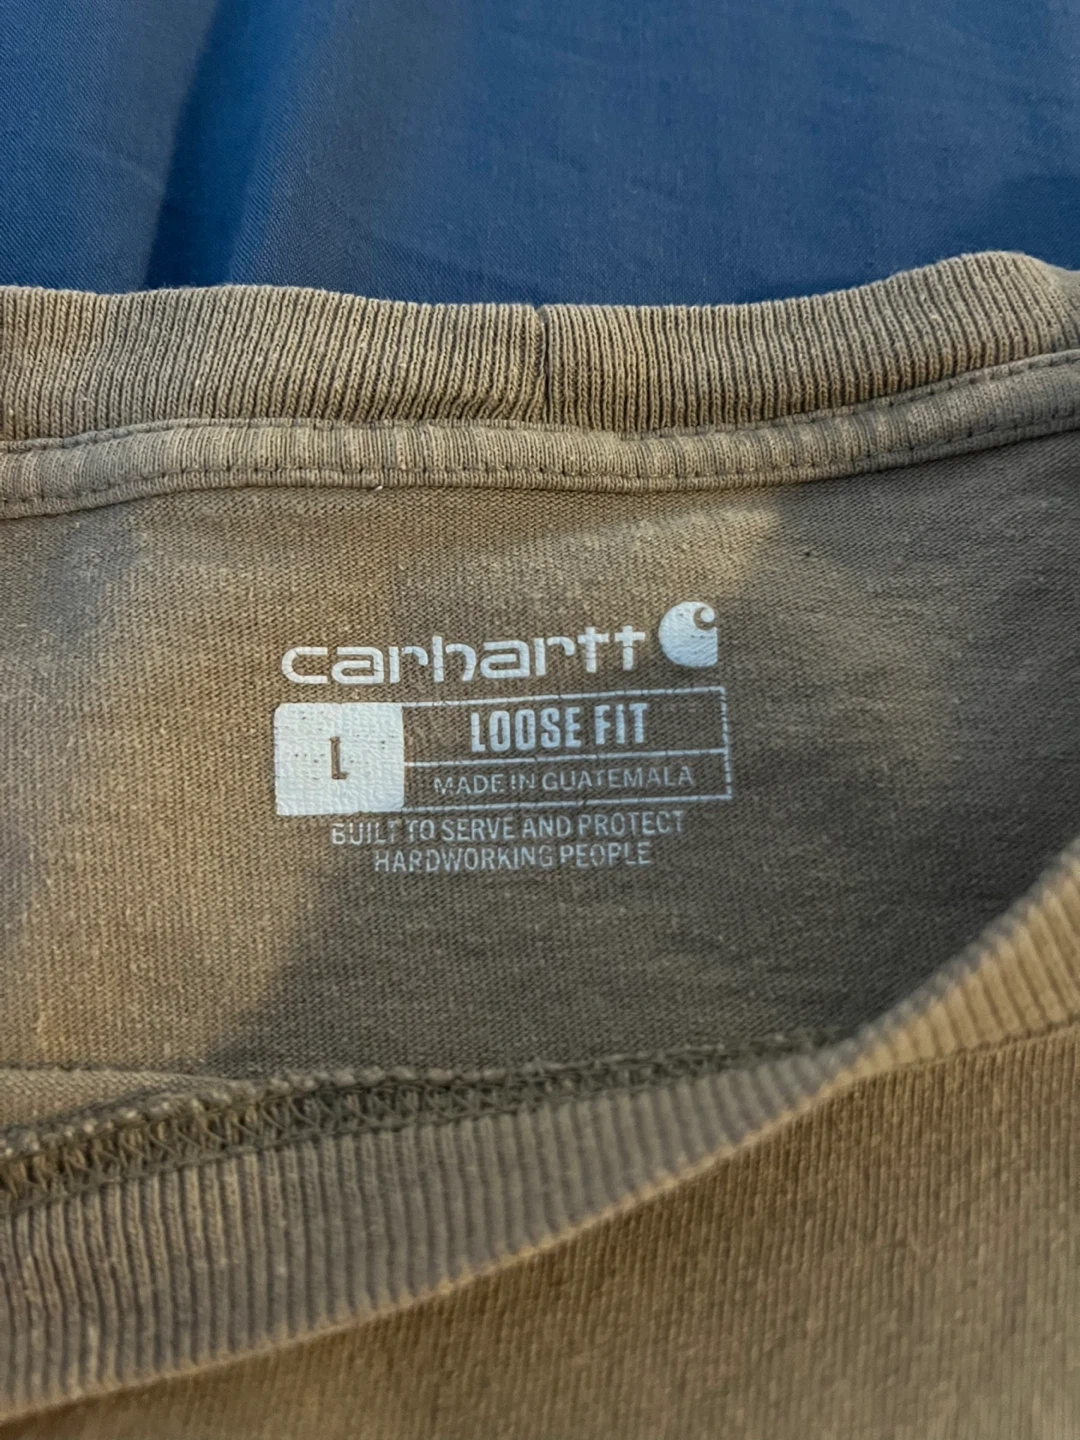 carhartt
L
LOOSE FIT
MADE IN GUATEMALA
BUILT TO SERVE AND PROTECT
HARDWORKING PEOPLE